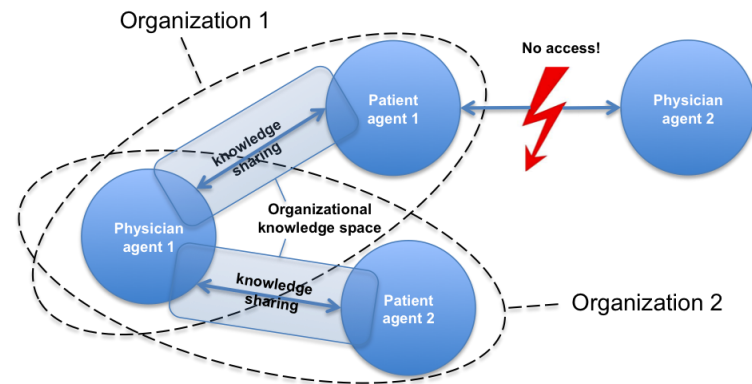 Organization 1
No access!
Patient
agent 1
Physician
agent 2
knowledge
sharing
Organizational
knowledge space
Physician
agent 1
knowledge
sharing
Patient
agent 2
Organization 2